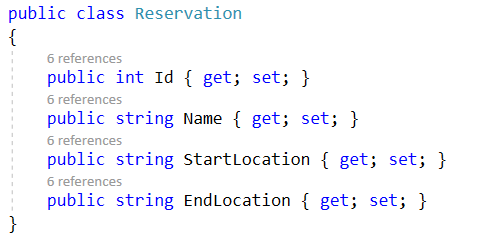 public class Reservation
{
6 references
public int Id { get; set; }
6 references
public string Name { get; set; }
6 references
public string StartLocation { get; set; }
6 references
public string EndLocation { get; set; }
}